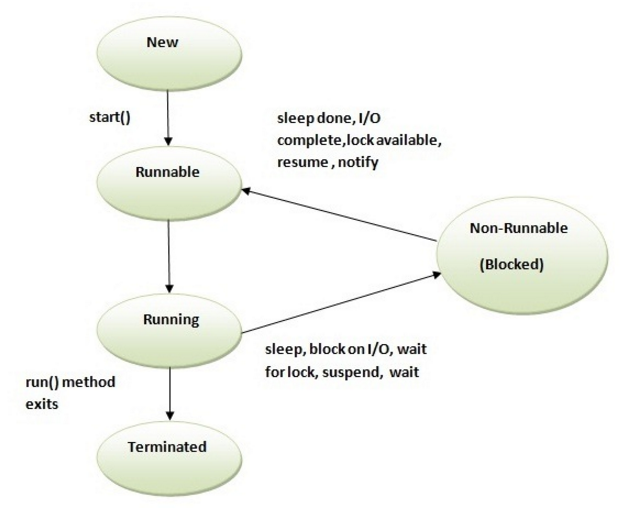 New
start()
sleep done, I/O
complete,lock available,
resume , notify
Runnable
Non-Runnable
(Blocked)
Running
sleep, block on I/O, wait
for lock, suspend, wait
run() method
exits
Terminated